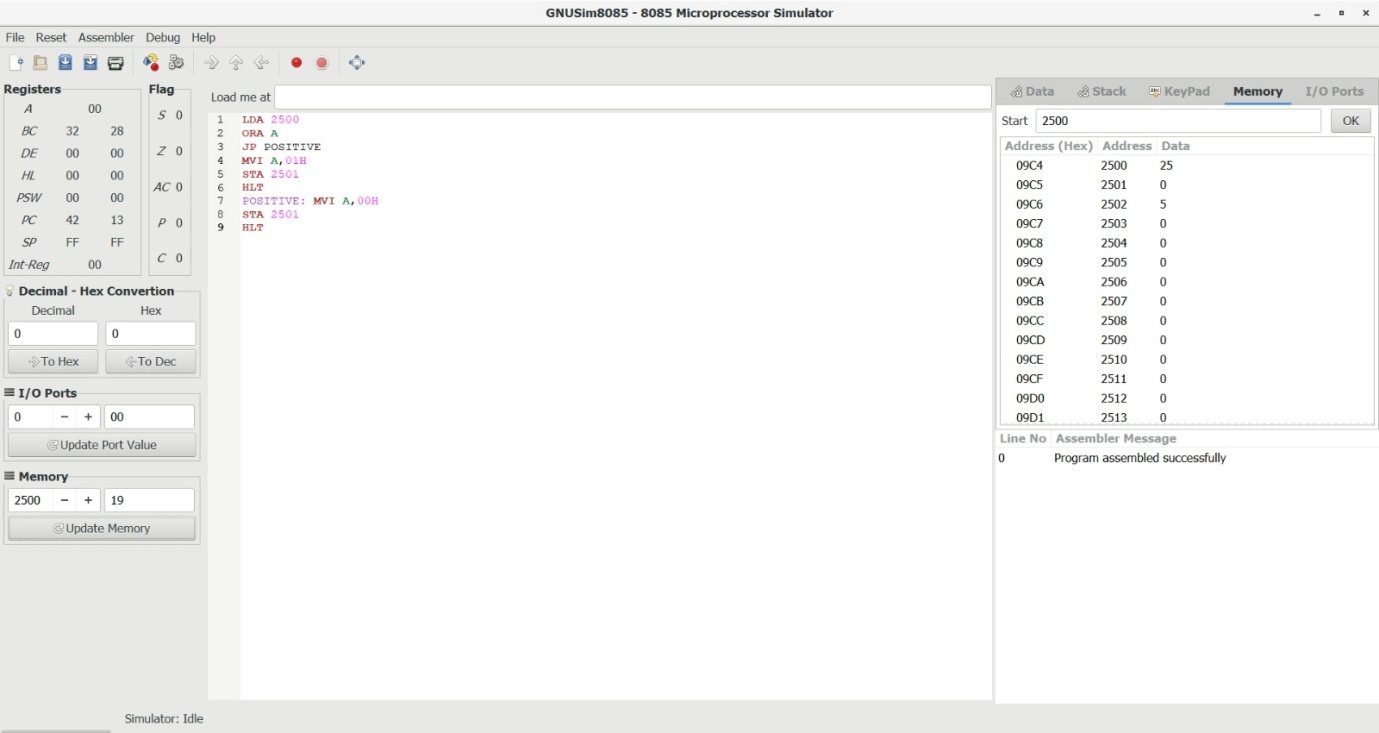 GNUSim8085 - 8085 Microprocessor Simulator
File Reset Assembler Debug Help
Registers
A 00
BC 32 28
DE 00 00
HL 00 00
PSW 00 00
PC 42 13
SP FF FF
Int-Reg 00
Flag
S 0
Z 0
AC 0
P 0
C 0
Decimal - Hex Convertion
Decimal Hex
0 0
To Hex To Dec
I/O Ports
0 − + 00
Update Port Value
Memory
2500 − + 19
Update Memory
Load me at
1 LDA 2500
2 ORA A
3 JP POSITIVE
4 MVI A,01H
5 STA 2501
6 HLT
7 POSITIVE: MVI A,00H
8 STA 2501
9 HLT
Data Stack KeyPad Memory I/O Ports
Start 2500 OK
Address (Hex) Address Data
09C4 2500 25
09C5 2501 0
09C6 2502 5
09C7 2503 0
09C8 2504 0
09C9 2505 0
09CA 2506 0
09CB 2507 0
09CC 2508 0
09CD 2509 0
09CE 2510 0
09CF 2511 0
09D0 2512 0
09D1 2513 0
Line No Assembler Message
0 Program assembled successfully
Simulator: Idle